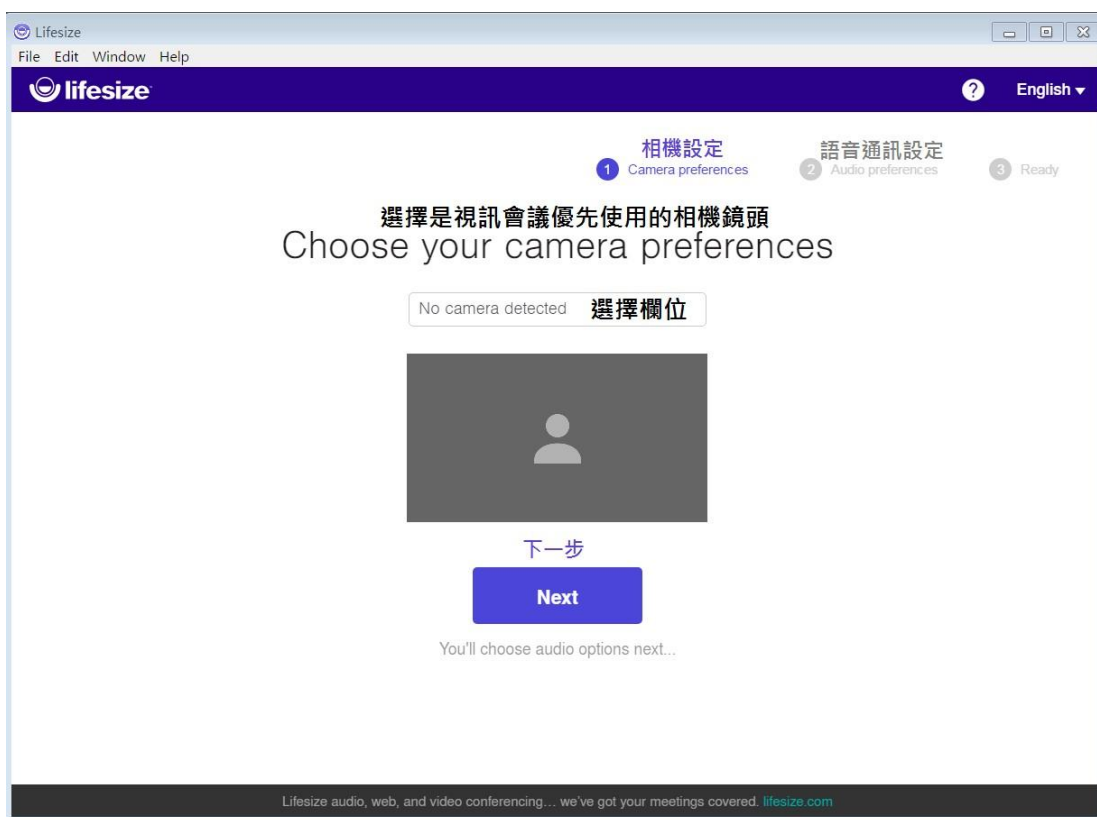 Lifesize
File Edit Window Help
lifesize
? English
相機設定
語音通訊設定
1 Camera preferences
2 Audio preferences
3 Ready
選擇是視訊會議優先使用的相機鏡頭
Choose your camera preferences
No camera detected 選擇欄位
下一步
Next
You'll choose audio options next...
Lifesize audio, web, and video conferencing... we've got your meetings covered. lifesize.com